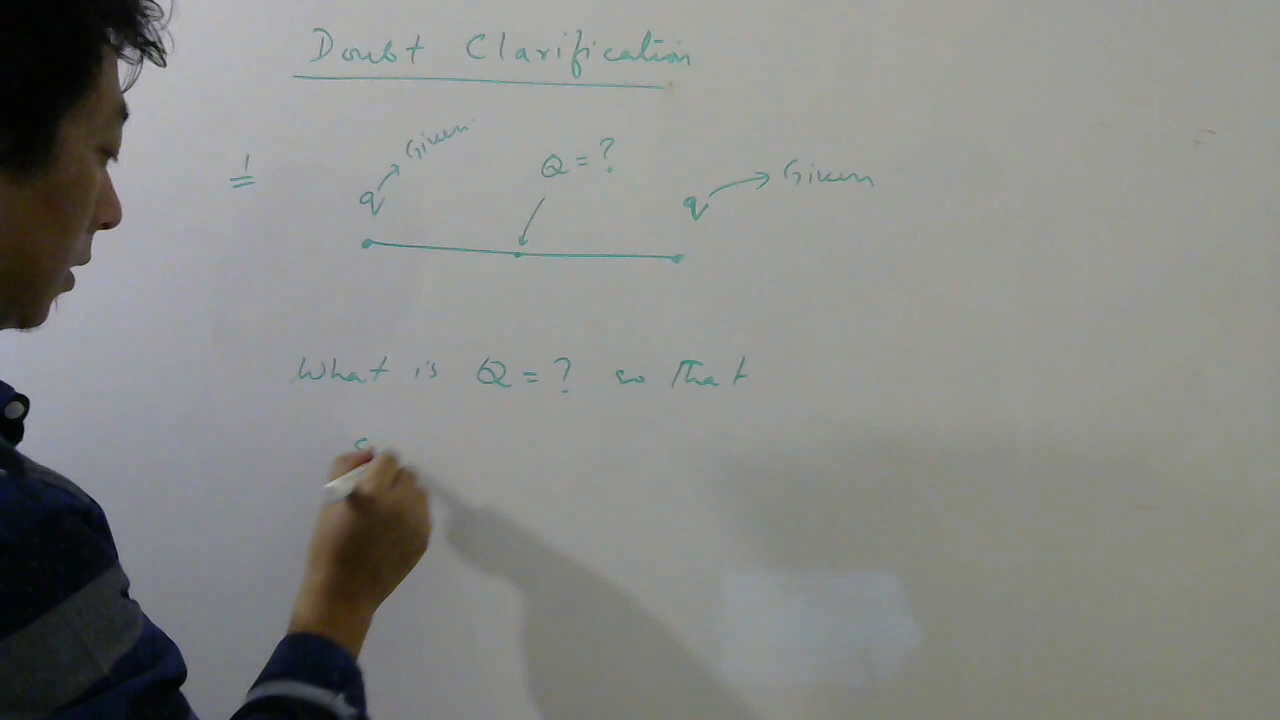 Doubt Clarification
1
q Given
Q = ?
q Given
What is Q = ? so that